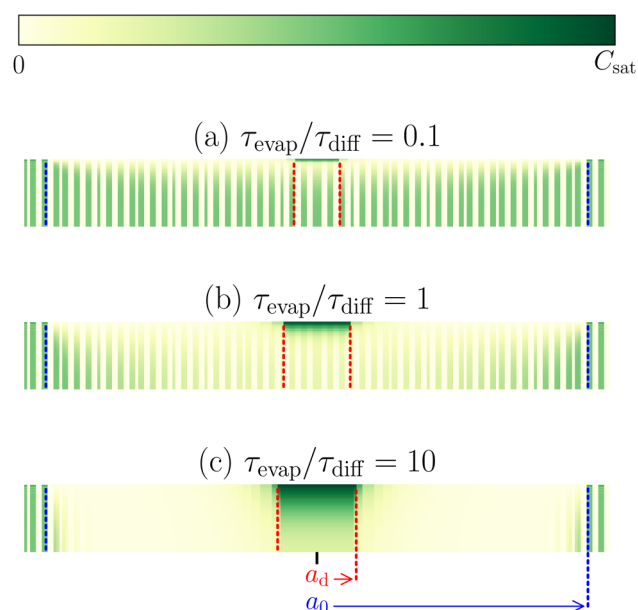 0 C_sat
(a) τ_evap/τ_diff = 0.1
(b) τ_evap/τ_diff = 1
(c) τ_evap/τ_diff = 10
a_d
a_0